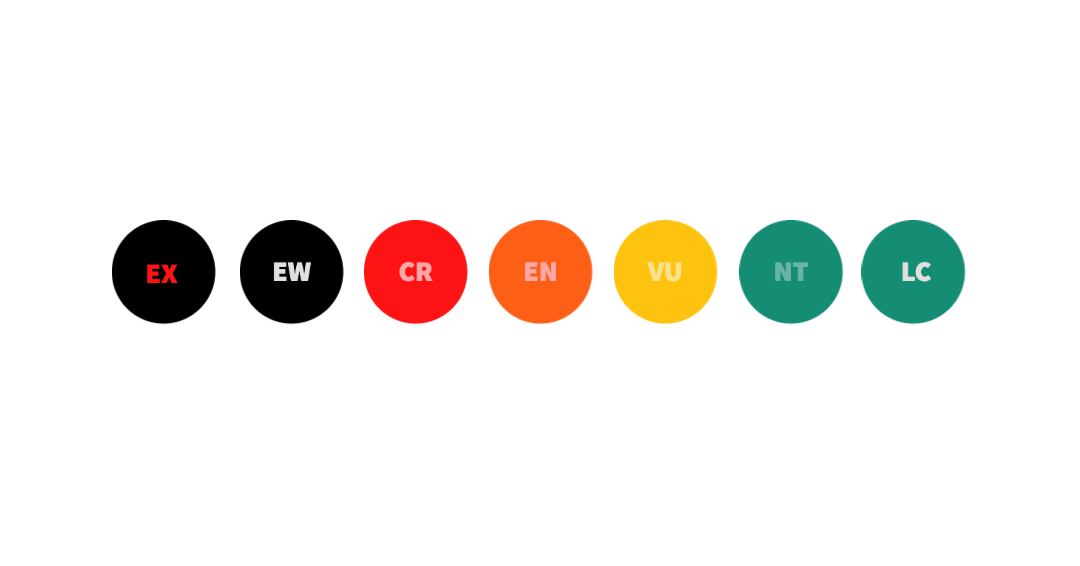 EX EW CR EN VU NT LC